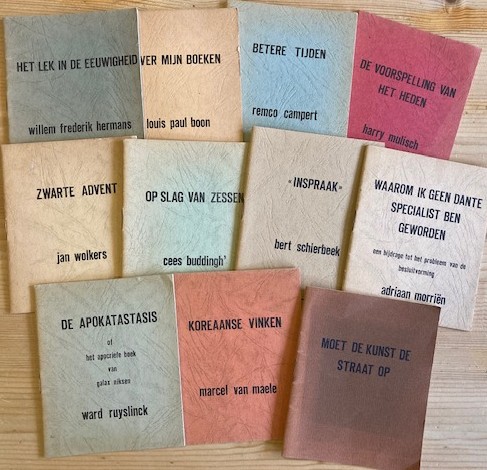 HET LEK IN DE EEUWIGHEID
willem frederik hermans
VER MIJN BOEKEN
louis paul boon
BETERE TIJDEN
remco campert
DE VOORSPELLING VAN
HET HEDEN
harry mulisch
ZWARTE ADVENT
jan wolkers
OP SLAG VAN ZESSEN
cees buddingh'
«INSPRAAK»
bert schierbeek
WAAROM IK GEEN DANTE
SPECIALIST BEN
GEWORDEN
een bijdrage tot het probleem van de
besluitvorming
adriaan morriën
DE APOKATASTASIS
of
het apocriefe boek
van
galax niksen
ward ruyslinck
KOREAANSE VINKEN
marcel van maele
MOET DE KUNST DE
STRAAT OP